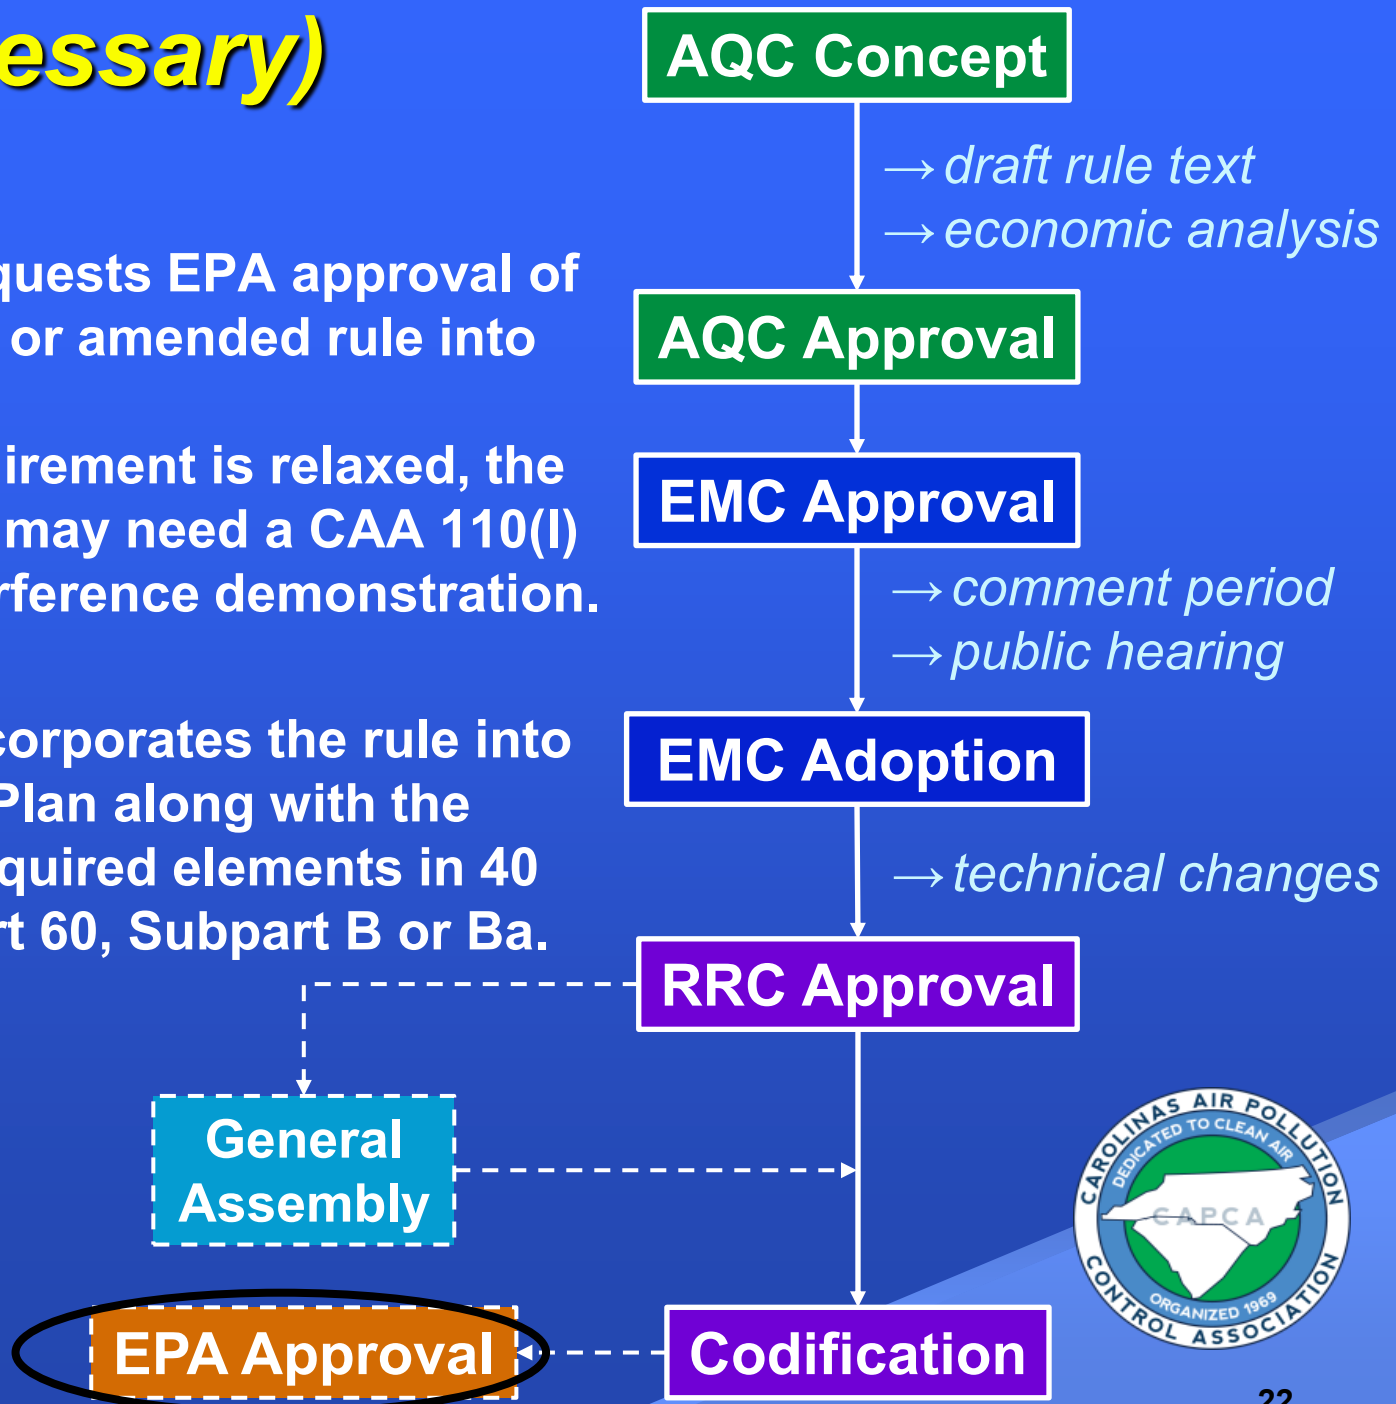 essary)
quests EPA approval of
or amended rule into
irement is relaxed, the
may need a CAA 110(l)
rference demonstration.
corporates the rule into
Plan along with the
quired elements in 40
rt 60, Subpart B or Ba.
AQC Concept
→ draft rule text
→ economic analysis
AQC Approval
EMC Approval
→ comment period
→ public hearing
EMC Adoption
→ technical changes
RRC Approval
General
Assembly
Codification
EPA Approval
CAROLINAS AIR POLLUTION
DEDICATED TO CLEAN AIR
CAPCA
ORGANIZED 1969
CONTROL ASSOCIATION
22